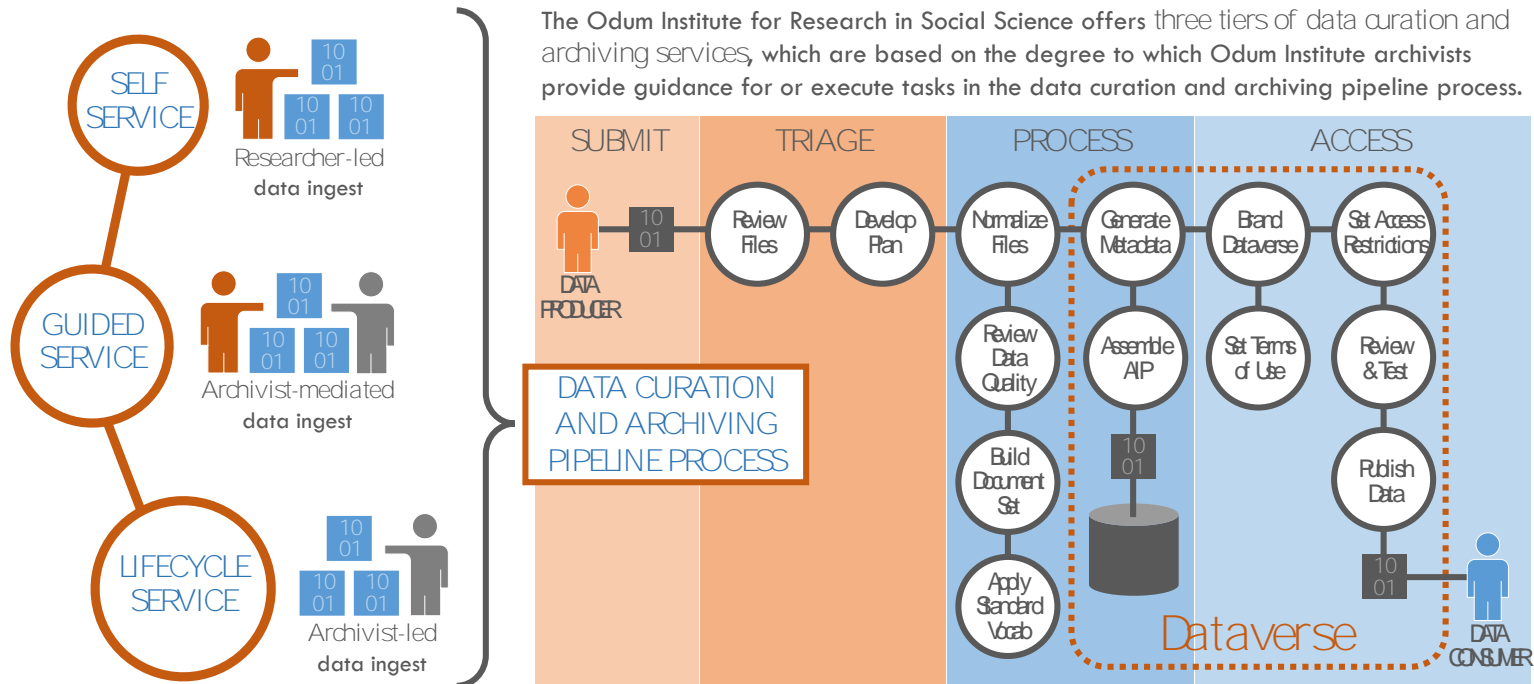 The Odum Institute for Research in Social Science offers three tiers of data curation and
archiving services, which are based on the degree to which Odum Institute archivists
provide guidance for or execute tasks in the data curation and archiving pipeline process.
SELF
SERVICE
10
01
10
01
10
01
Researcher-led
data ingest
GUIDED
SERVICE
10
01
10
01
10
01
Archivist-mediated
data ingest
LIFECYCLE
SERVICE
10
01
10
01
10
01
Archivist-led
data ingest
DATA CURATION
AND ARCHIVING
PIPELINE PROCESS
SUBMIT
DATA
PRODUCER
10
01
TRIAGE
Review
Files
Develop
Plan
PROCESS
Normalize
Files
Review
Data
Quality
Build
Document
Set
Apply
Standard
Vocab
Generate
Metadata
Assemble
AIP
10
01
ACCESS
Brand
Dataverse
Set Terms
of Use
Set Access
Restrictions
Review
& Test
Publish
Data
10
01
Dataverse
DATA
CONSUMER